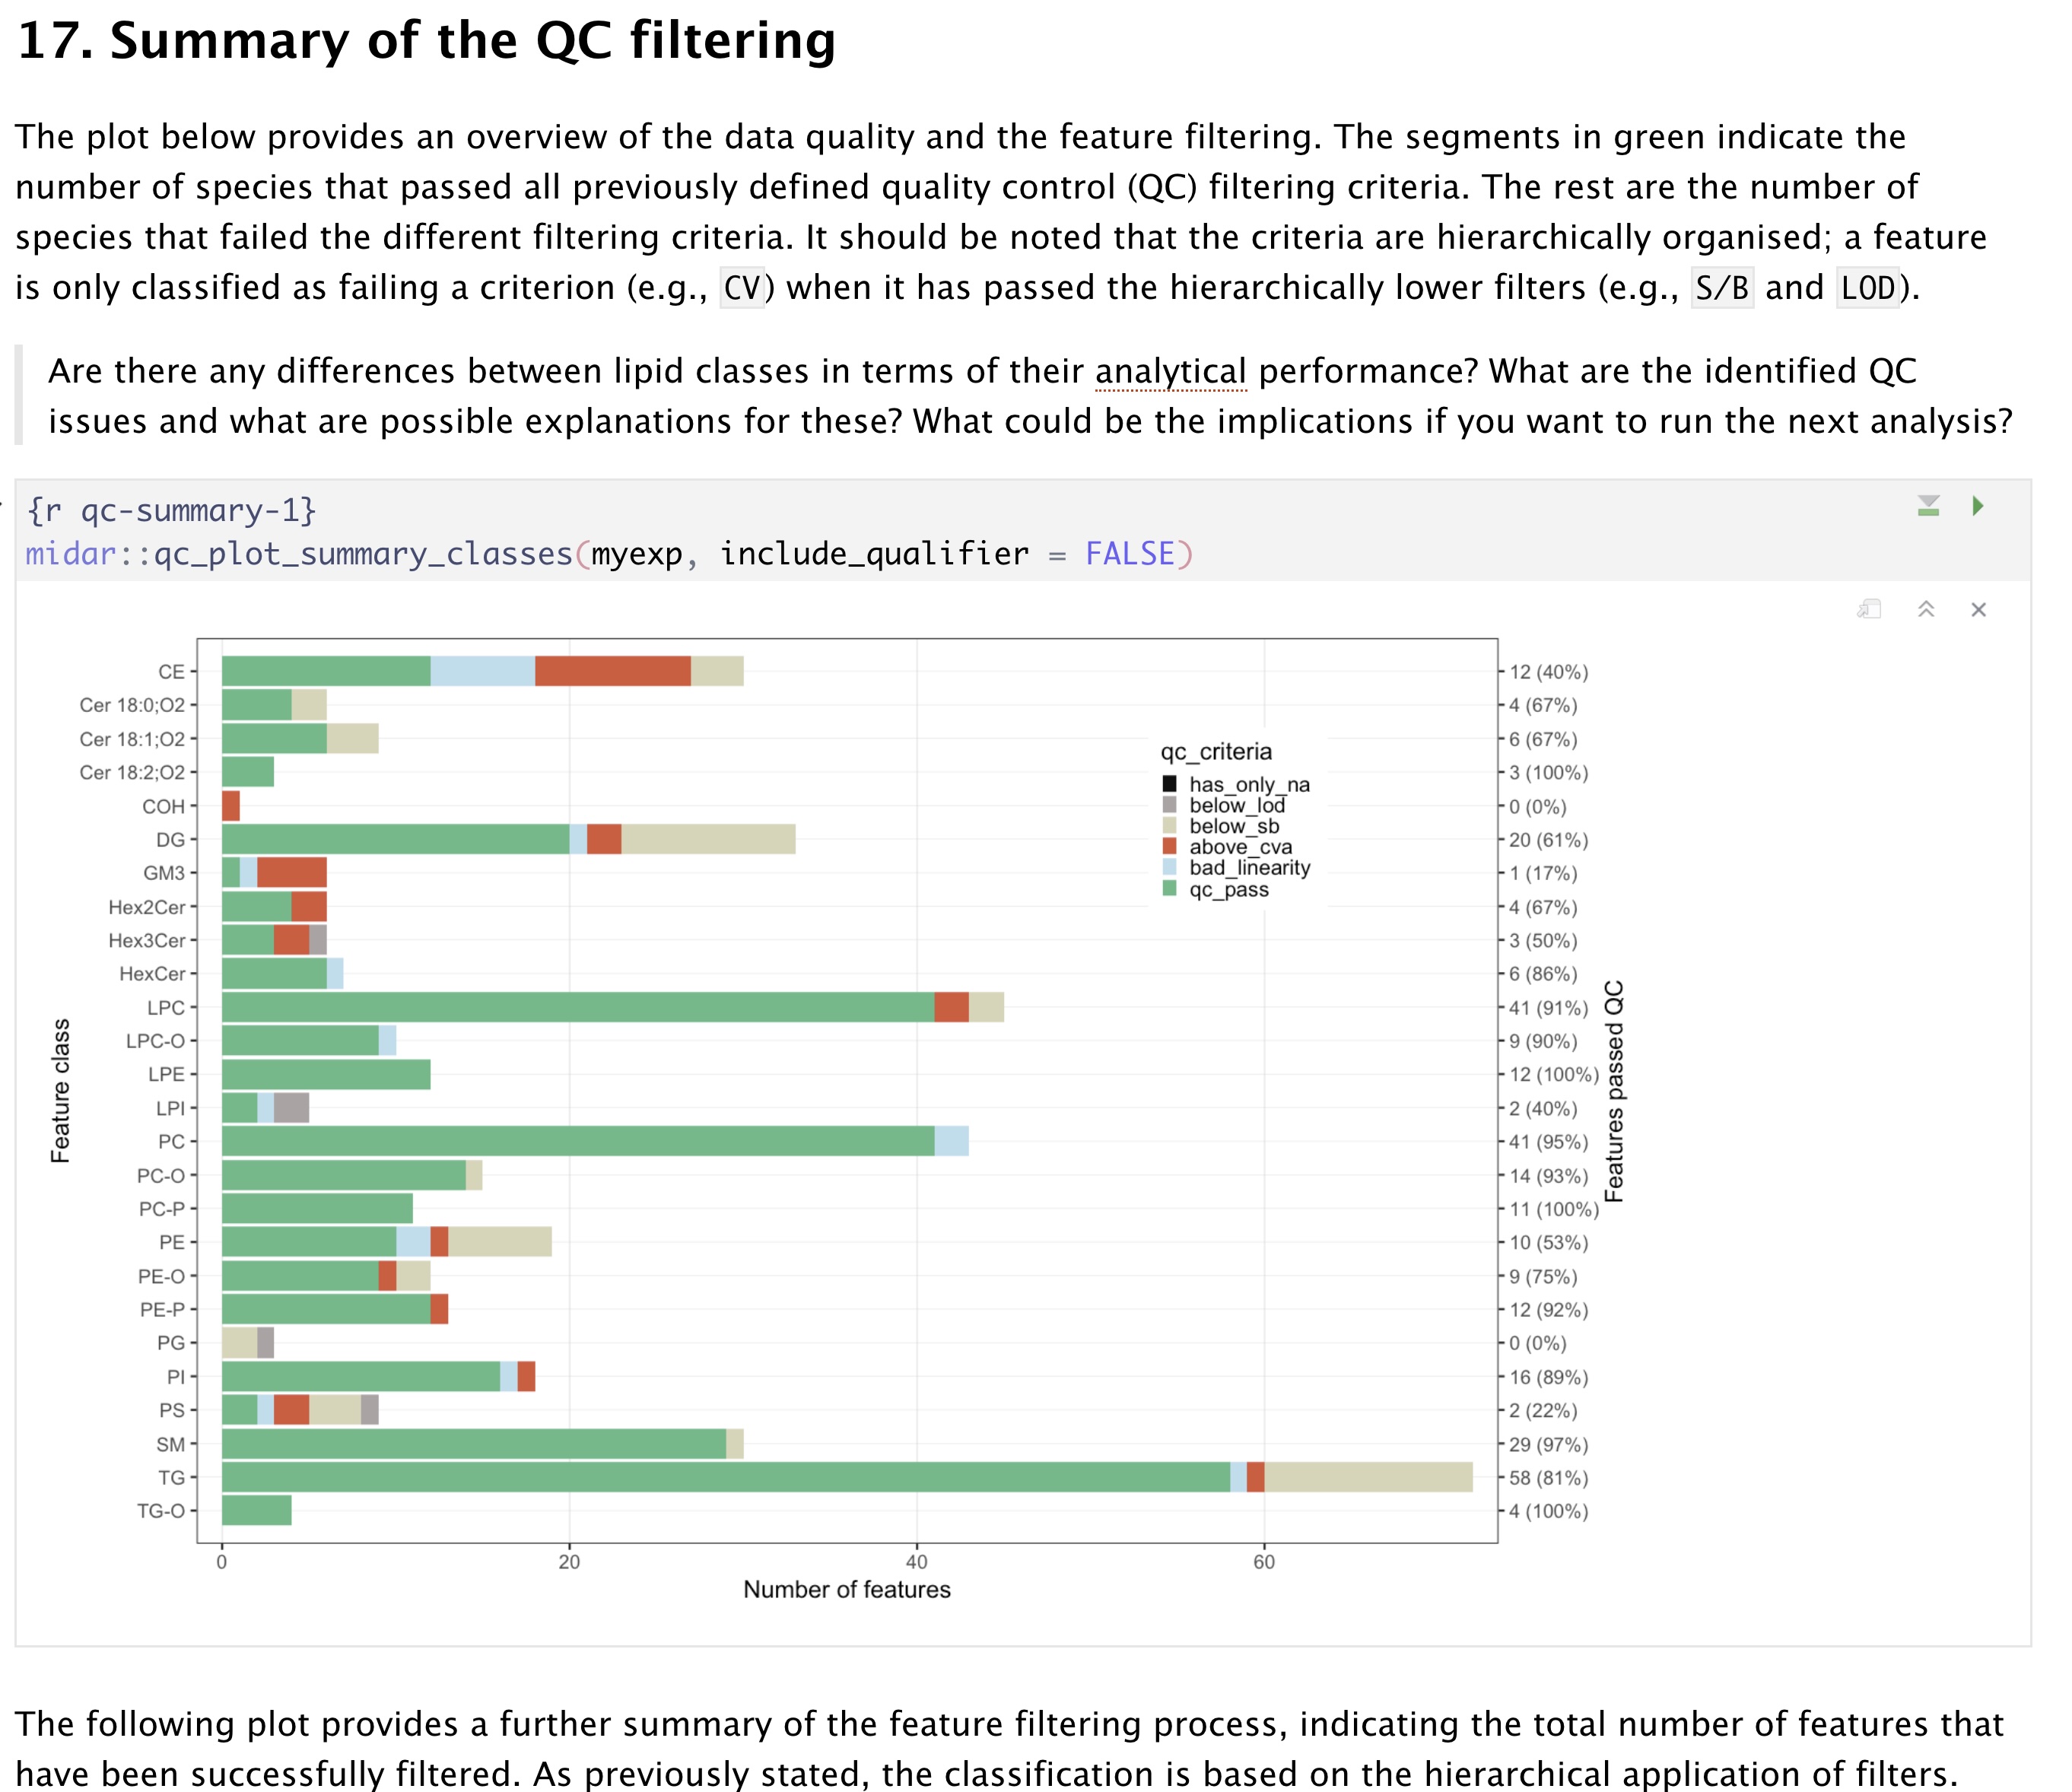 17. Summary of the QC filtering
The plot below provides an overview of the data quality and the feature filtering. The segments in green indicate the
number of species that passed all previously defined quality control (QC) filtering criteria. The rest are the number of
species that failed the different filtering criteria. It should be noted that the criteria are hierarchically organised; a feature
is only classified as failing a criterion (e.g., CV) when it has passed the hierarchically lower filters (e.g., S/B and LOD).
Are there any differences between lipid classes in terms of their analytical performance? What are the identified QC
issues and what are possible explanations for these? What could be the implications if you want to run the next analysis?
{r qc-summary-1}
midar::qc_plot_summary_classes(myexp, include_qualifier = FALSE)
Feature class
CE 12 (40%)
Cer 18:0;O2 4 (67%)
Cer 18:1;O2 6 (67%)
Cer 18:2;O2 3 (100%)
COH 0 (0%)
DG 20 (61%)
GM3 1 (17%)
Hex2Cer 4 (67%)
Hex3Cer 3 (50%)
HexCer 6 (86%)
LPC 41 (91%)
LPC-O 9 (90%)
LPE 12 (100%)
LPI 2 (40%)
PC 41 (95%)
PC-O 14 (93%)
PC-P 11 (100%)
PE 10 (53%)
PE-O 9 (75%)
PE-P 12 (92%)
PG 0 (0%)
PI 16 (89%)
PS 2 (22%)
SM 29 (97%)
TG 58 (81%)
TG-O 4 (100%)
Features passed QC
qc_criteria
has_only_na
below_lod
below_sb
above_cva
bad_linearity
qc_pass
0 20 40 60
Number of features
The following plot provides a further summary of the feature filtering process, indicating the total number of features that
have been successfully filtered. As previously stated, the classification is based on the hierarchical application of filters.